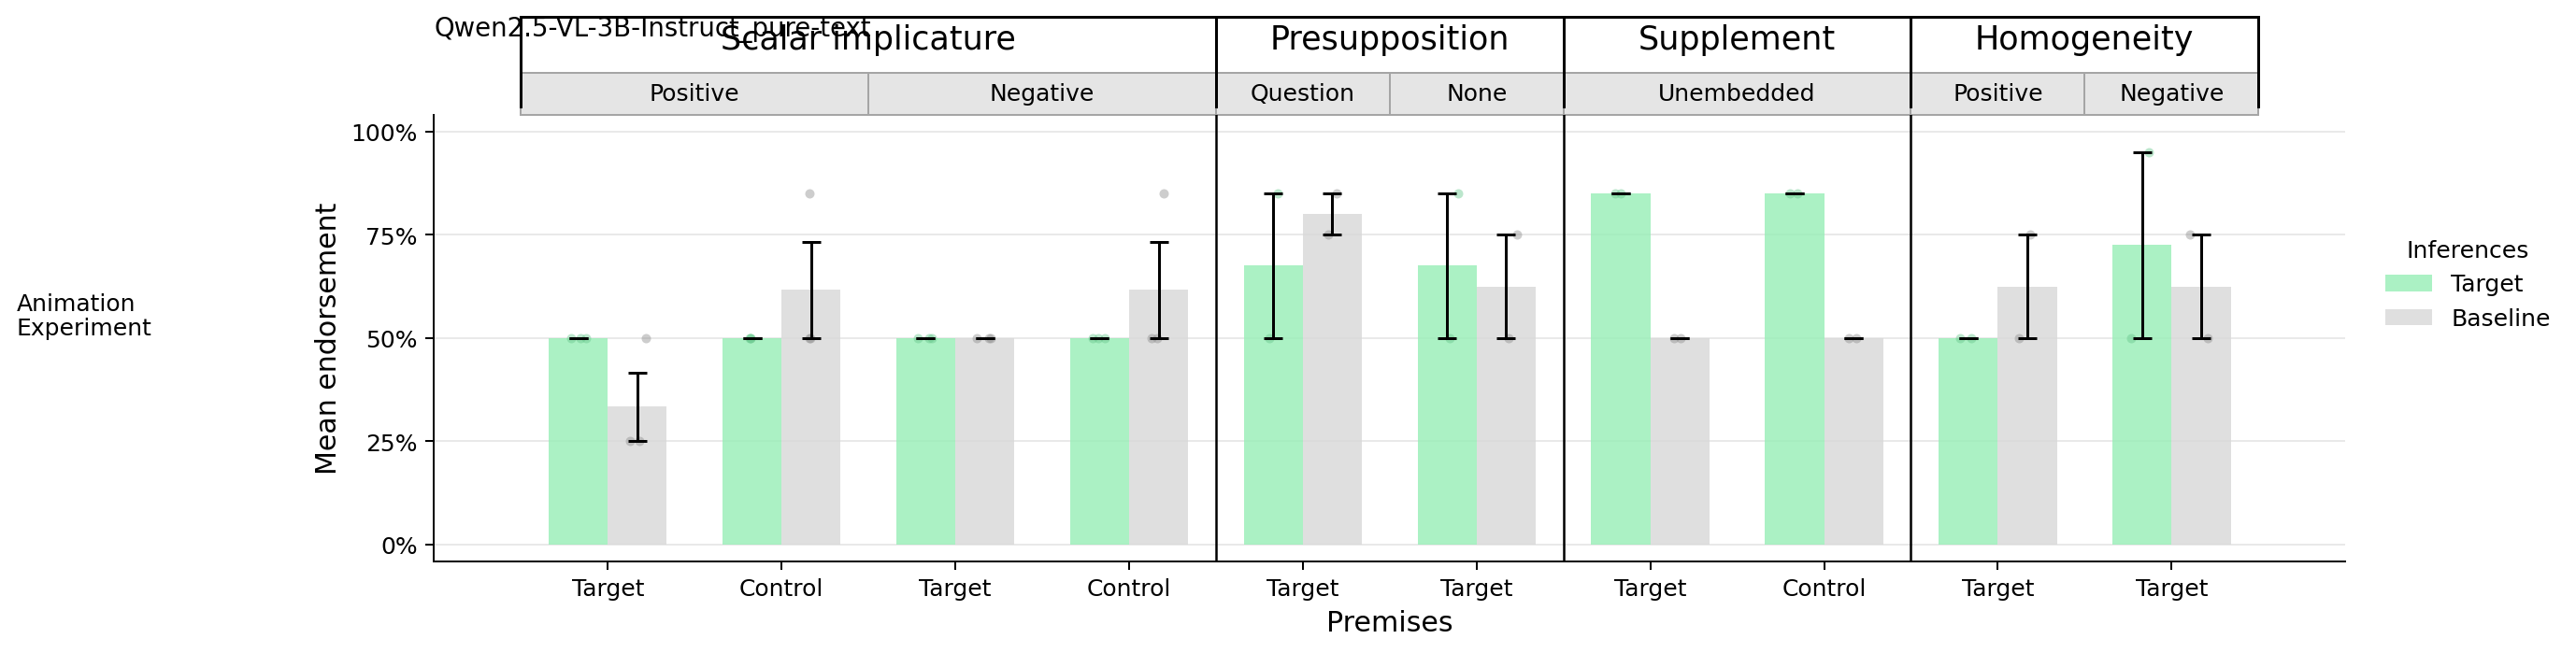 Qwen2.5-VL-3B-Instruct_pure-text
Scalar implicature
Presupposition
Supplement
Homogeneity
Positive
Negative
Question
None
Unembedded
Positive
Negative
100%
75%
50%
25%
0%
Mean endorsement
Animation
Experiment
Inferences
Target
Baseline
Target
Control
Target
Control
Target
Target
Target
Control
Target
Target
Premises